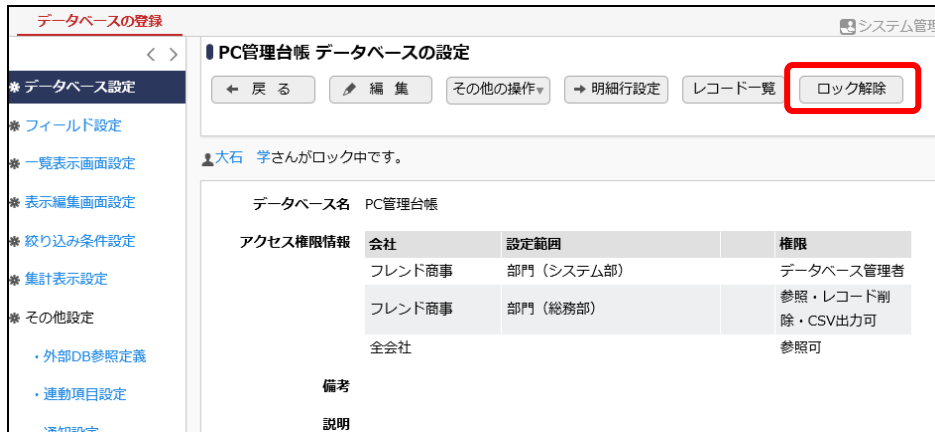 データベースの登録
システム管理
< >
PC管理台帳 データベースの設定
データベース設定
← 戻 る 編 集 その他の操作▼ → 明細行設定 レコード一覧 ロック解除
フィールド設定
一覧表示画面設定
大石 学さんがロック中です。
表示編集画面設定
データベース名 PC管理台帳
絞り込み条件設定
アクセス権限情報 会社 設定範囲 権限
フレンド商事 部門（システム部） データベース管理者
集計表示設定
フレンド商事 部門（総務部） 参照・レコード削
除・CSV出力可
その他設定
全会社 参照可
・外部DB参照定義
備考
・連動項目設定
説明
・通知設定